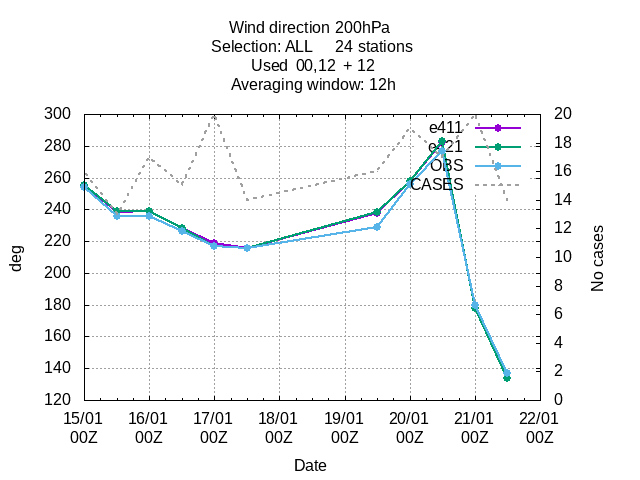 Wind direction 200hPa
Selection: ALL 24 stations
Used 00,12 + 12
Averaging window: 12h
300
280
260
240
220
200
180
160
140
120
deg
20
18
16
14
12
10
8
6
4
2
0
No cases
e411
OBS
CASES
15/01 16/01 17/01 18/01 19/01 20/01 21/01 22/01
00Z 00Z 00Z 00Z 00Z 00Z 00Z 00Z
Date